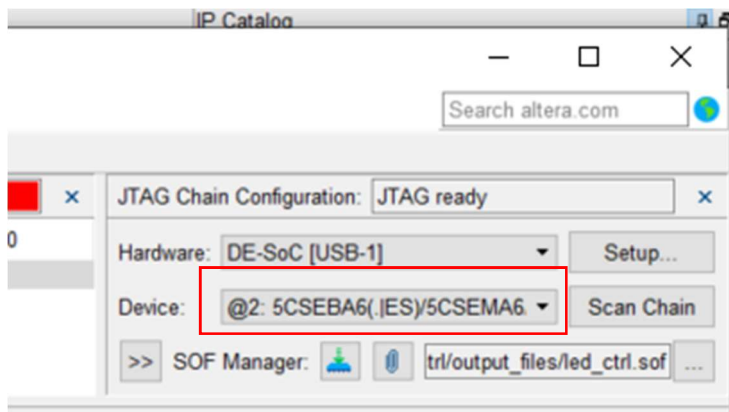 IP Catalog
Search altera.com
JTAG Chain Configuration: JTAG ready
0
Hardware: DE-SoC [USB-1] Setup...
Device: @2: 5CSEBA6(.|ES)/5CSEMA6. Scan Chain
>> SOF Manager: trl/output_files/led_ctrl.sof ...